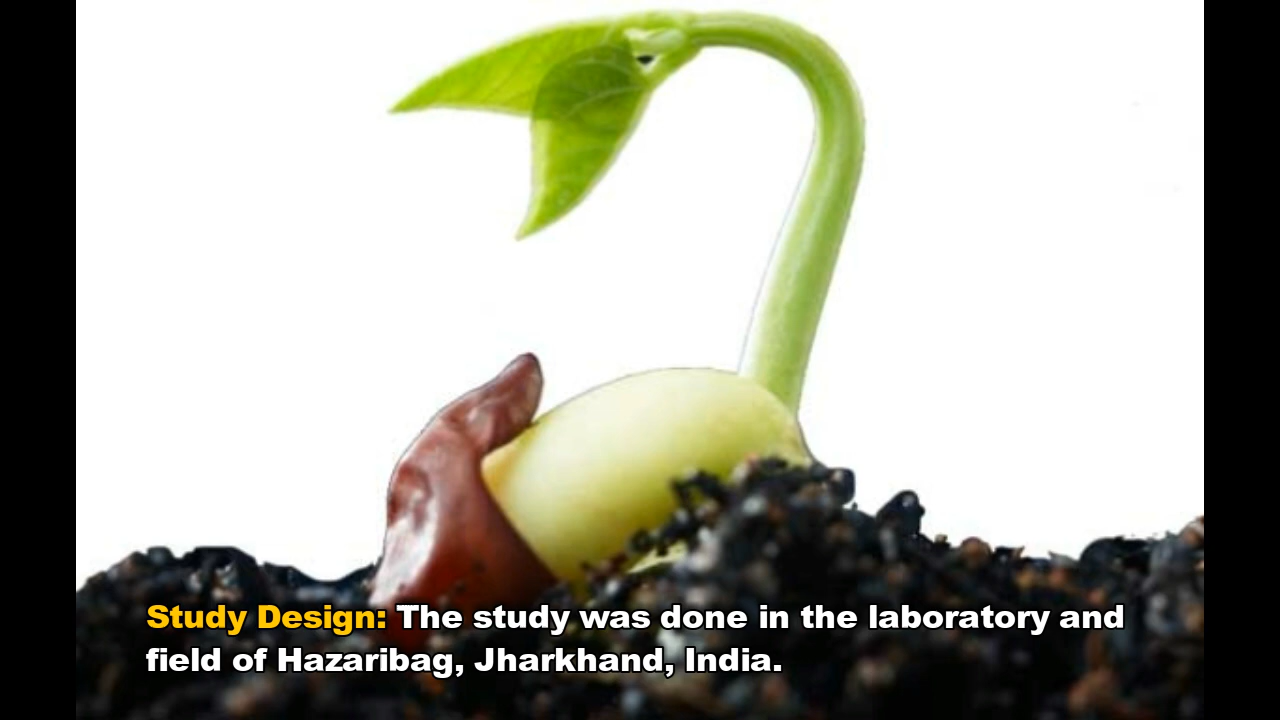 Study Design: The study was done in the laboratory and
field of Hazaribag, Jharkhand, India.